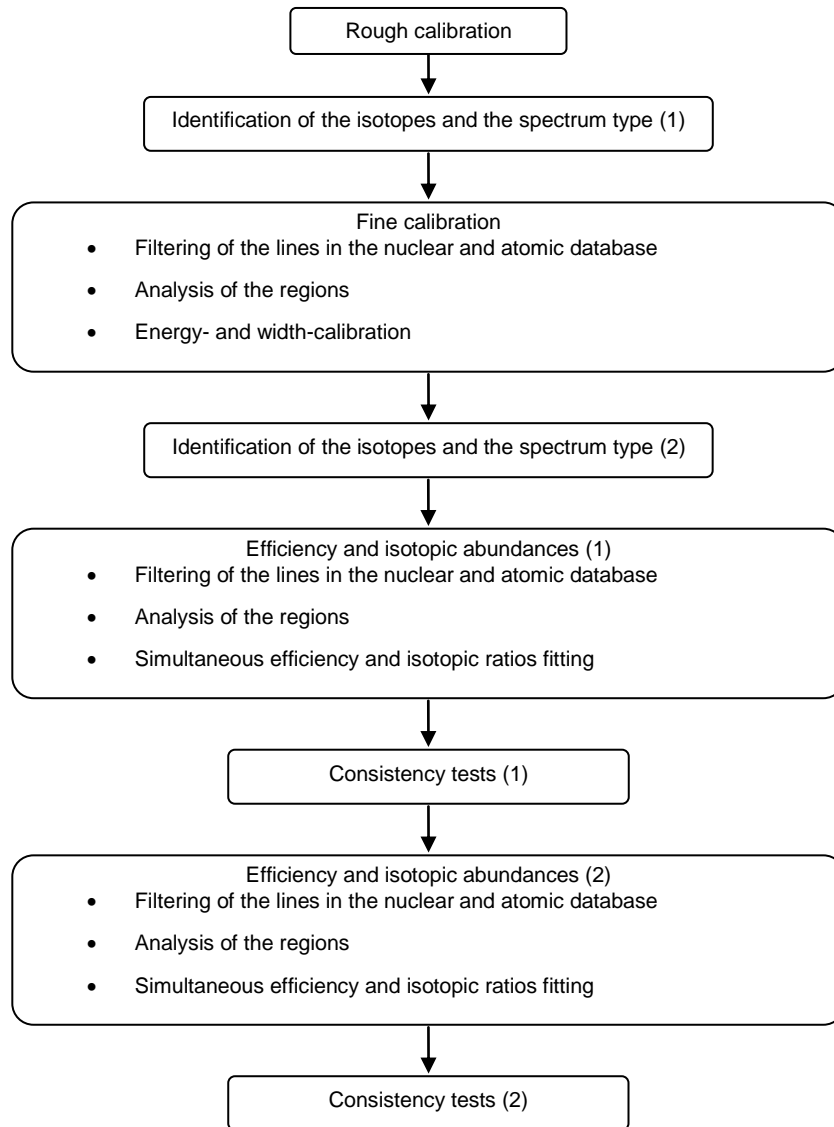 Rough calibration
Identification of the isotopes and the spectrum type (1)
Fine calibration
• Filtering of the lines in the nuclear and atomic database
• Analysis of the regions
• Energy- and width-calibration
Identification of the isotopes and the spectrum type (2)
Efficiency and isotopic abundances (1)
• Filtering of the lines in the nuclear and atomic database
• Analysis of the regions
• Simultaneous efficiency and isotopic ratios fitting
Consistency tests (1)
Efficiency and isotopic abundances (2)
• Filtering of the lines in the nuclear and atomic database
• Analysis of the regions
• Simultaneous efficiency and isotopic ratios fitting
Consistency tests (2)